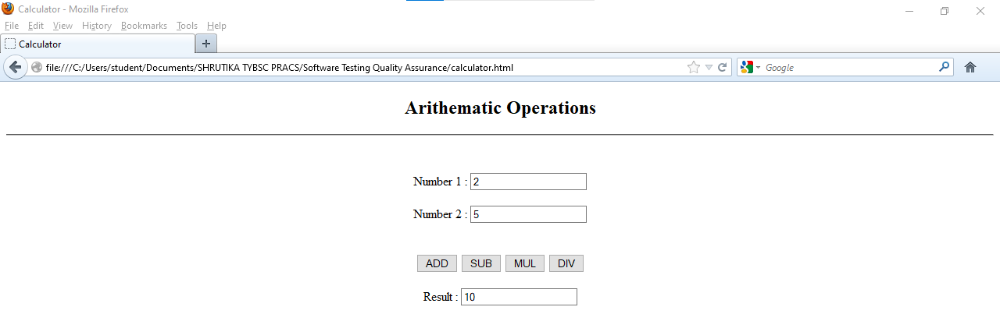 Calculator - Mozilla Firefox
File Edit View History Bookmarks Tools Help
Calculator +
file:///C:/Users/student/Documents/SHRUTIKA TYBSC PRACS/Software Testing Quality Assurance/calculator.html Google
Arithematic Operations
Number 1 : 2
Number 2 : 5
ADD SUB MUL DIV
Result : 10